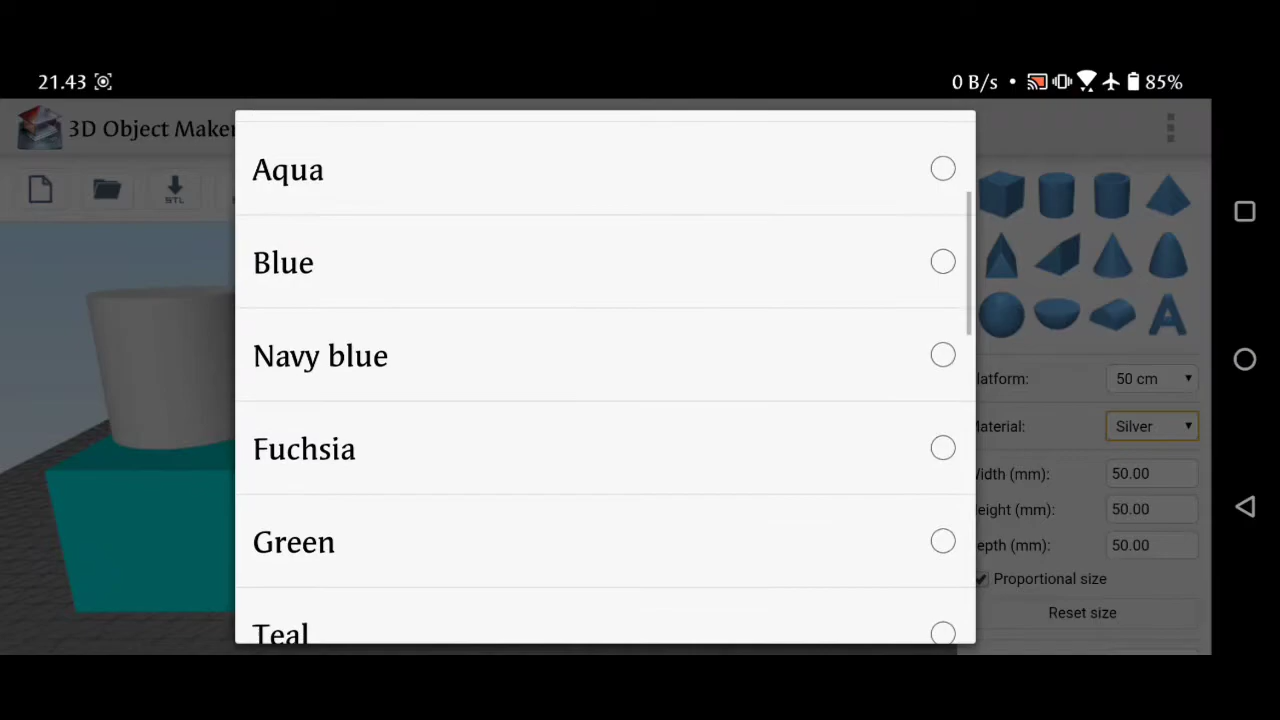 21.43
0 B/s • 85%
3D Object Maker
STL
Aqua
Blue
Navy blue
Fuchsia
Green
Teal
A
latform: 50 cm
aterial: Silver
idth (mm): 50.00
eight (mm): 50.00
epth (mm): 50.00
Proportional size
Reset size